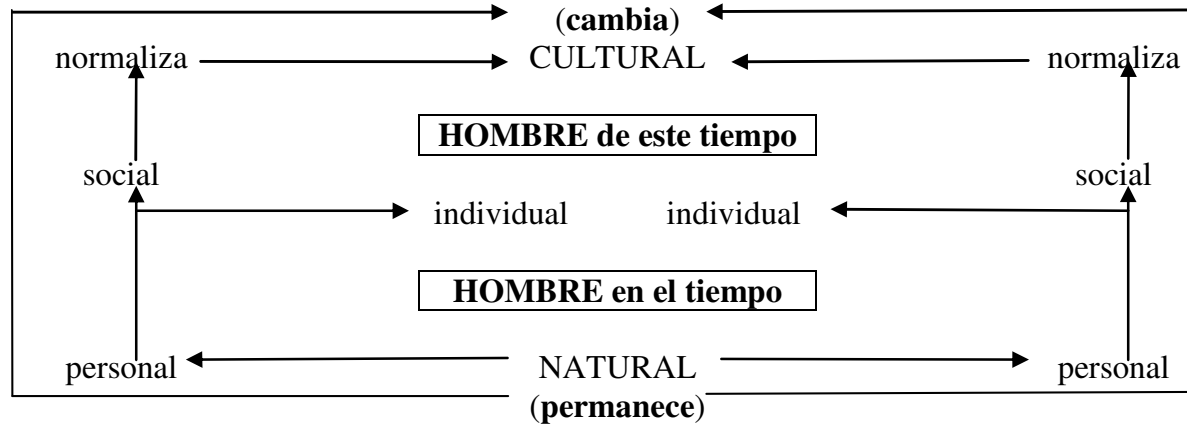 (cambia)
normaliza CULTURAL normaliza
HOMBRE de este tiempo
social social
individual individual
HOMBRE en el tiempo
personal NATURAL personal
(permanece)